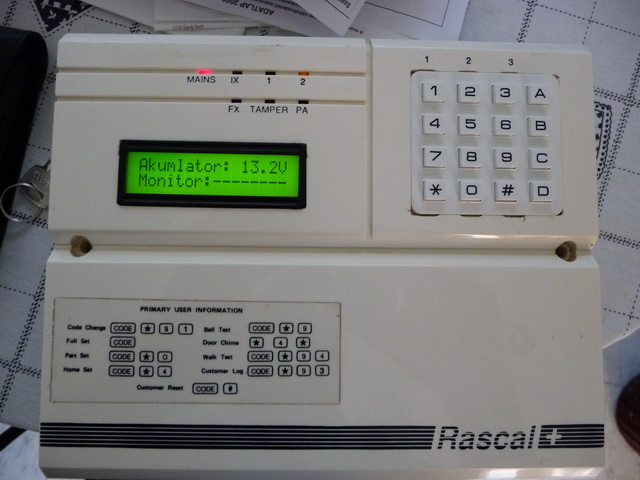 ADATLAP 200
1 2 3
MAINS IX 1 2
FX TAMPER PA
1 2 3 A
4 5 6 B
7 8 9 C
* 0 # D
Akumlator: 13.2V
Monitor:--------
PRIMARY USER INFORMATION
Code Change CODE * 9 1 Bell Test CODE * 9
Full Set CODE Door Chime * 4 *
Part Set CODE * 0 Walk Test CODE * 9 4
Home Set CODE * 4 Customer Log CODE * 9 3
Customer Reset CODE #
Rascal+